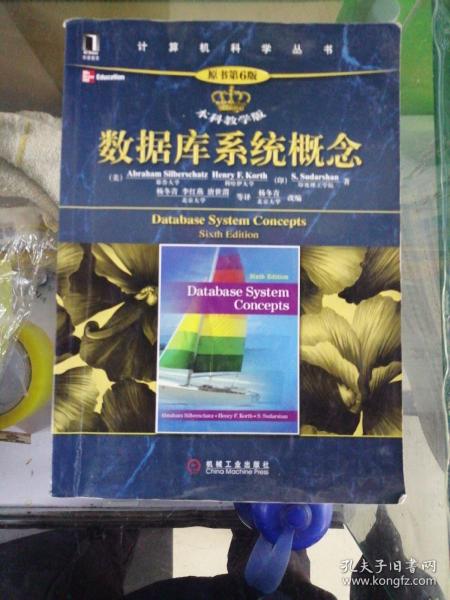 计算机科学丛书
华章教育
Education
原书第6版
本科教学版
数据库系统概念
(美) Abraham Silberschatz Henry F. Korth (印) S. Sudarshan 著
耶鲁大学 理哈伊大学 印度理工学院
杨冬青 李红燕 唐世渭 等译 杨冬青 改编
北京大学 北京大学
Database System Concepts
Sixth Edition
Sixth Edition
Database System
Concepts
Abraham Silberschatz • Henry F. Korth • S. Sudarshan
机械工业出版社
China Machine Press
孔夫子旧书网
www.kongfz.com